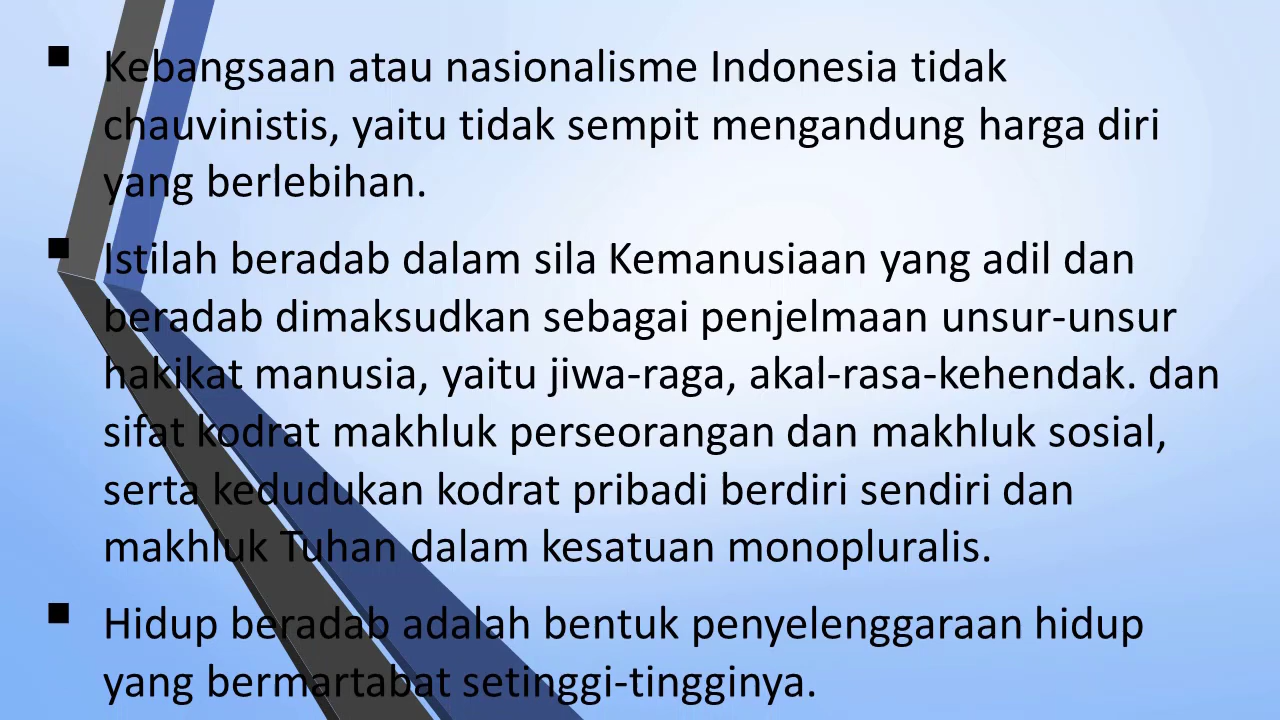 Kebangsaan atau nasionalisme Indonesia tidak
chauvinistis, yaitu tidak sempit mengandung harga diri
yang berlebihan.
Istilah beradab dalam sila Kemanusiaan yang adil dan
beradab dimaksudkan sebagai penjelmaan unsur-unsur
hakikat manusia, yaitu jiwa-raga, akal-rasa-kehendak. dan
sifat kodrat makhluk perseorangan dan makhluk sosial,
serta kedudukan kodrat pribadi berdiri sendiri dan
makhluk Tuhan dalam kesatuan monopluralis.
Hidup beradab adalah bentuk penyelenggaraan hidup
yang bermartabat setinggi-tingginya.